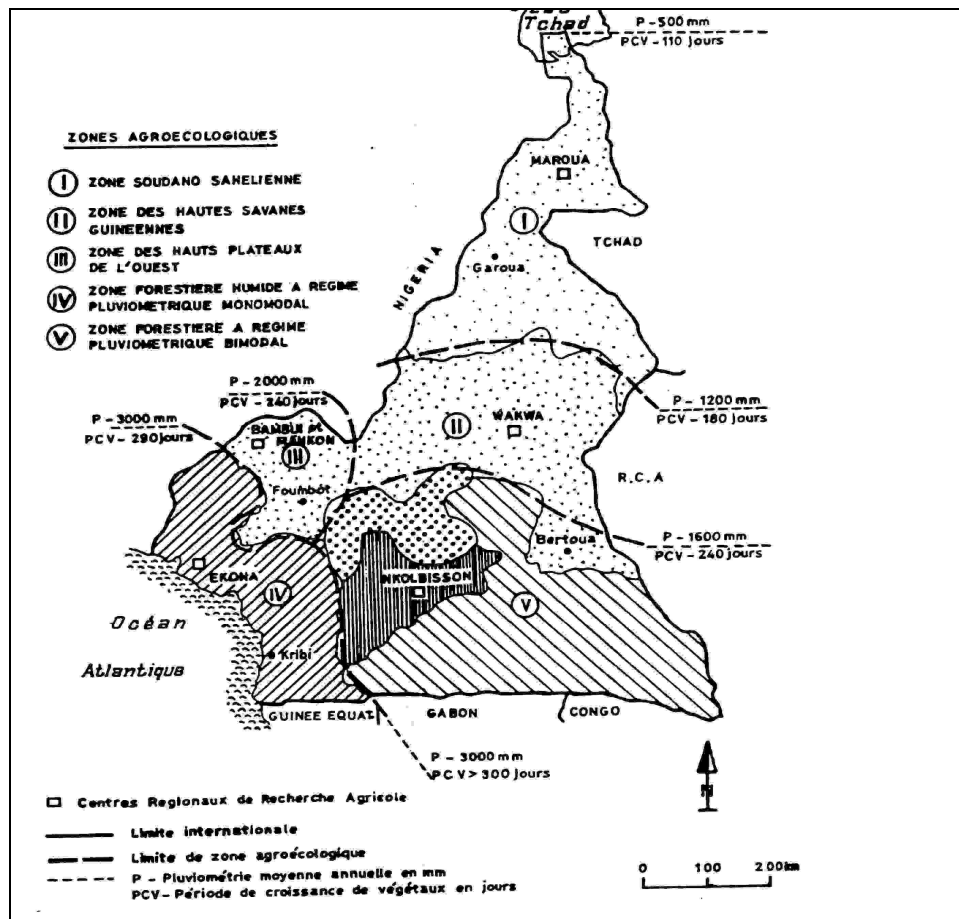 Tchad
P - 500 mm
PCV - 110 jours
ZONES AGROECOLOGIQUES
I ZONE SOUDANO SAHELIENNE
II ZONE DES HAUTES SAVANES
GUINEENNES
III ZONE DES HAUTS PLATEAUX
DE L'OUEST
IV ZONE FORESTIERE HUMIDE A REGIME
PLUVIOMETRIQUE MONOMODAL
V ZONE FORESTIERE A REGIME
PLUVIOMETRIQUE BIMODAL
MAROUA
I
TCHAD
NIGERIA
Garoua
P - 2000 mm
PCV - 240 jours
P - 3000 mm
PCV - 290 jours
P - 1200 mm
PCV - 180 jours
BAMBUI et
MANKON
III
Foumbot
II
WAKWA
R.C.A
P - 1600 mm
PCV - 240 jours
Bertoua
EKONA
NKOLBISSON
IV
V
Océan
Atlantique
Kribi
GUINEE EQUAT.
GABON
CONGO
P - 3000 mm
PCV > 300 jours
N
Centres Regionaux de Recherche Agricole
Limite internationale
Limite de zone agroécologique
P - Pluviométrie moyenne annuelle en mm
PCV - Période de croissance de végétaux en jours
0 100 200km